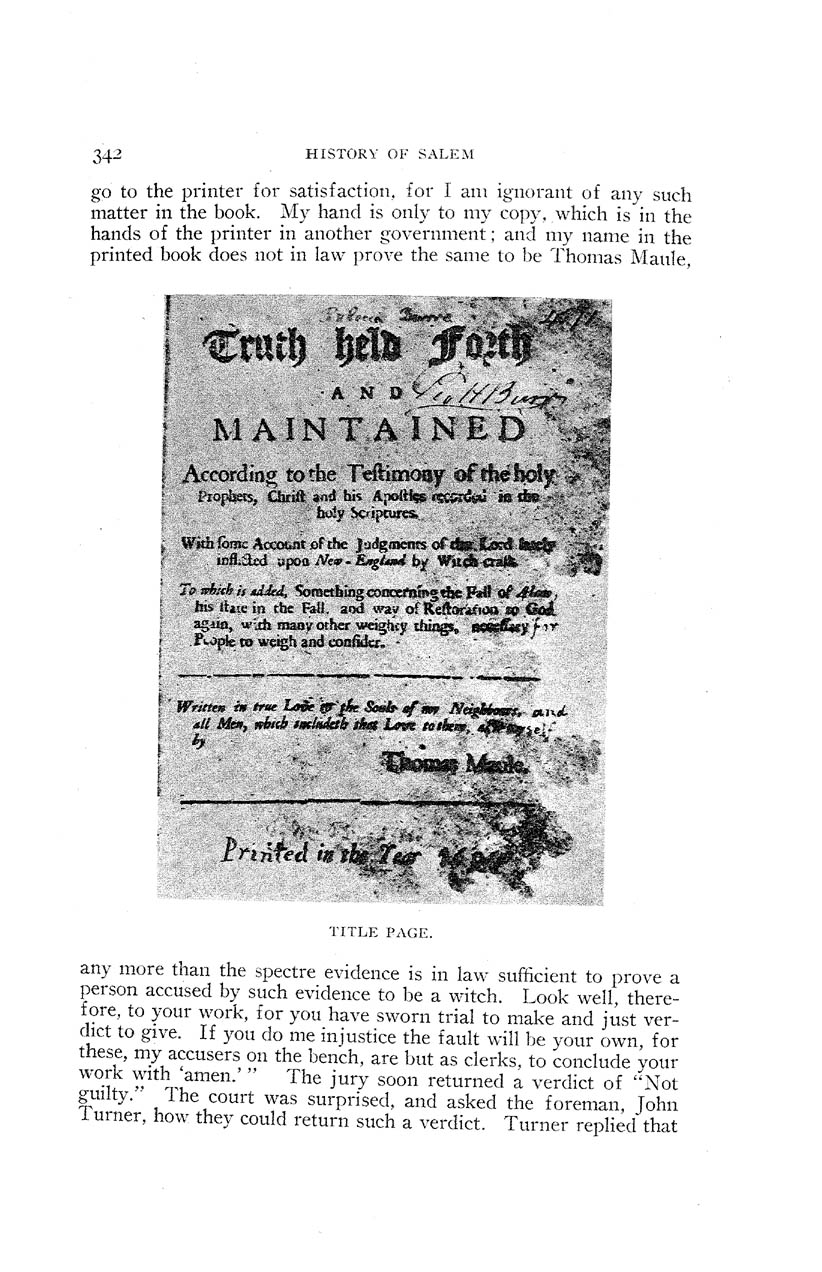 342
HISTORY OF SALEM
go to the printer for satisfaction, for I am ignorant of any such
matter in the book. My hand is only to my copy, which is in the
hands of the printer in another government; and my name in the
printed book does not in law prove the same to be Thomas Maule,
Truth held Foꝛth
AND
MAINTAINED
According to the Teſtimony of the holy
Prophets, Chriſt and his Apoſtles recorded in the
holy Scriptures.
With ſome Account of the Judgments of the Lord lately
inflicted upon New-England by Witch-craft.
To which is added, Something concerning the Fall of Adam,
his ſtate in the Fall, and way of Reſtoration to God
again, with many other weighty things, neceſſary for
People to weigh and conſider.
Written in true Love to the Souls of my Neighbours, and
all Men, which includeth that Love to them, as to myself
by
Thomas Maule.
Printed in the Year
TITLE PAGE.
any more than the spectre evidence is in law sufficient to prove a
person accused by such evidence to be a witch. Look well, there-
fore, to your work, for you have sworn trial to make and just ver-
dict to give. If you do me injustice the fault will be your own, for
these, my accusers on the bench, are but as clerks, to conclude your
work with ‘amen.’” The jury soon returned a verdict of “Not
guilty.” The court was surprised, and asked the foreman, John
Turner, how they could return such a verdict. Turner replied that